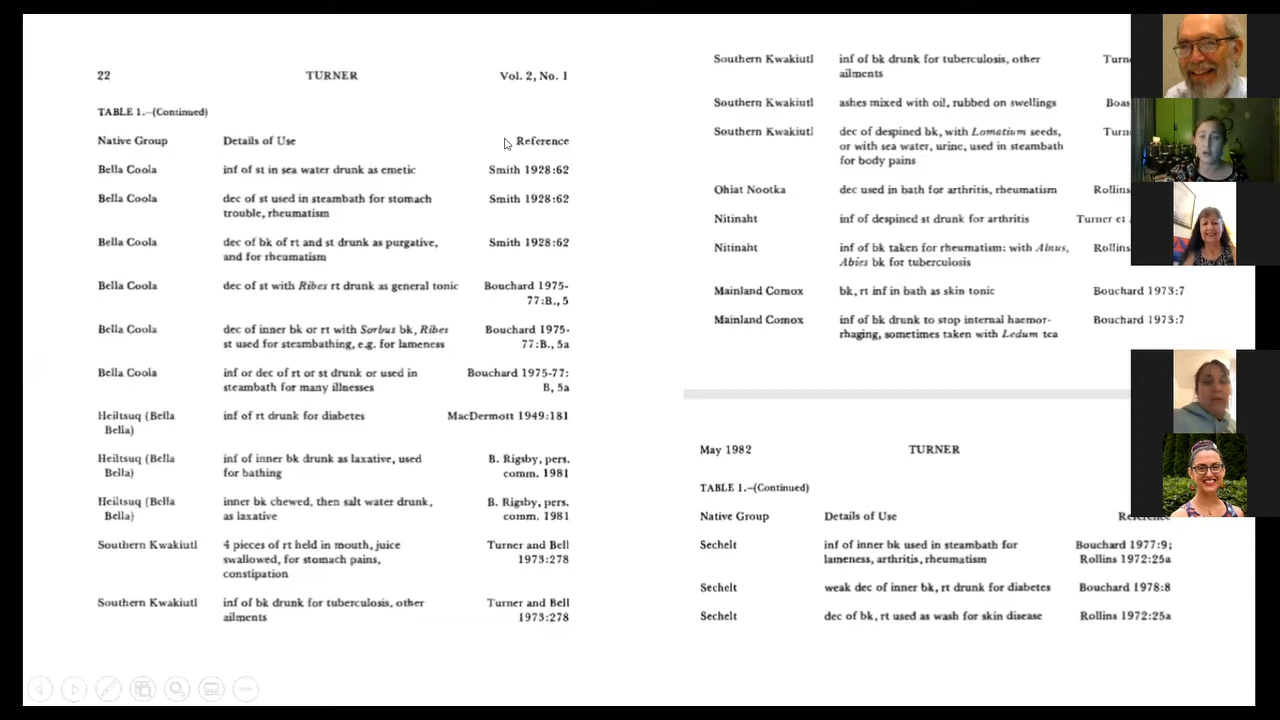 22 TURNER Vol. 2, No. 1
TABLE 1.—(Continued)
Native Group Details of Use Reference
Bella Coola inf of st in sea water drunk as emetic Smith 1928:62
Bella Coola dec of st used in steambath for stomach Smith 1928:62
trouble, rheumatism
Bella Coola dec of bk of rt and st drunk as purgative, Smith 1928:62
and for rheumatism
Bella Coola dec of st with Ribes rt drunk as general tonic Bouchard 1975-
77:B., 5
Bella Coola dec of inner bk or rt with Sorbus bk, Ribes Bouchard 1975-
st used for steambathing, e.g. for lameness 77:B., 5a
Bella Coola inf or dec of rt or st drunk or used in Bouchard 1975-77:
steambath for many illnesses B, 5a
Heiltsuq (Bella inf of rt drunk for diabetes MacDermott 1949:181
Bella)
Heiltsuq (Bella inf of inner bk drunk as laxative, used B. Rigsby, pers.
Bella) for bathing comm. 1981
Heiltsuq (Bella inner bk chewed, then salt water drunk, B. Rigsby, pers.
Bella) as laxative comm. 1981
Southern Kwakiutl 4 pieces of rt held in mouth, juice Turner and Bell
swallowed, for stomach pains, 1973:278
constipation
Southern Kwakiutl inf of bk drunk for tuberculosis, other Turner and Bell
ailments 1973:278
Southern Kwakiutl inf of bk drunk for tuberculosis, other Turn
ailments
Southern Kwakiutl ashes mixed with oil, rubbed on swellings Boas
Southern Kwakiutl dec of despined bk, with Lomatium seeds, Turn
or with sea water, urine, used in steambath
for body pains
Ohiat Nootka dec used in bath for arthritis, rheumatism Rollins
Nitinaht inf of despined st drunk for arthritis Turner et
Nitinaht inf of bk taken for rheumatism: with Alnus, Rollins
Abies bk for tuberculosis
Mainland Comox bk, rt inf in bath as skin tonic Bouchard 1973:7
Mainland Comox inf of bk drunk to stop internal haemor- Bouchard 1973:7
rhaging, sometimes taken with Ledum tea
May 1982 TURNER
TABLE 1.—(Continued)
Native Group Details of Use Reference
Sechelt inf of inner bk used in steambath for Bouchard 1977:9;
lameness, arthritis, rheumatism Rollins 1972:25a
Sechelt weak dec of inner bk, rt drunk for diabetes Bouchard 1978:8
Sechelt dec of bk, rt used as wash for skin disease Rollins 1972:25a